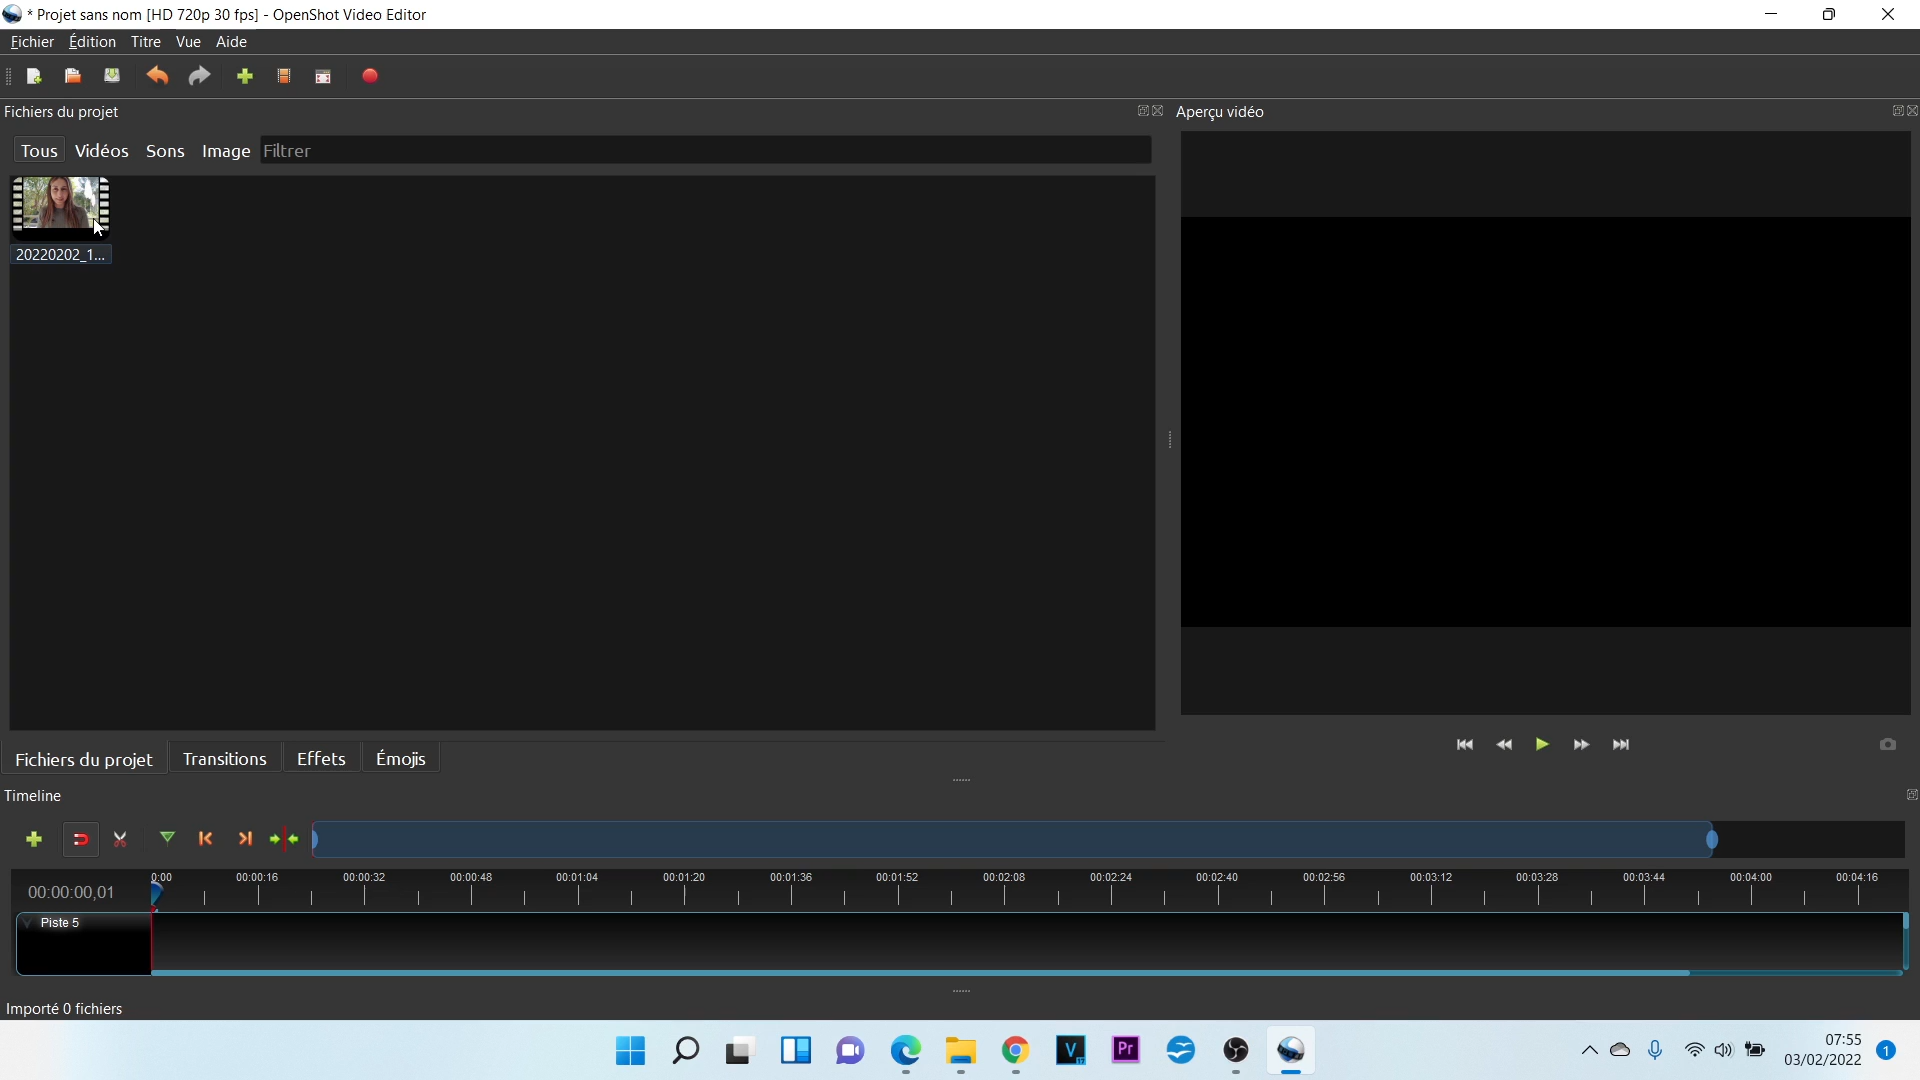 * Projet sans nom [HD 720p 30 fps] - OpenShot Video Editor
Fichier Édition Titre Vue Aide
Fichiers du projet
Aperçu vidéo
Tous Vidéos Sons Image Filtrer
20220202_1...
Fichiers du projet Transitions Effets Émojis
Timeline
00:00:00,01
0:00 00:00:16 00:00:32 00:00:48 00:01:04 00:01:20 00:01:36 00:01:52 00:02:08 00:02:24 00:02:40 00:02:56 00:03:12 00:03:28 00:03:44 00:04:00 00:04:16
Piste 5
Importé 0 fichiers
V
Pr
07:55
03/02/2022
1